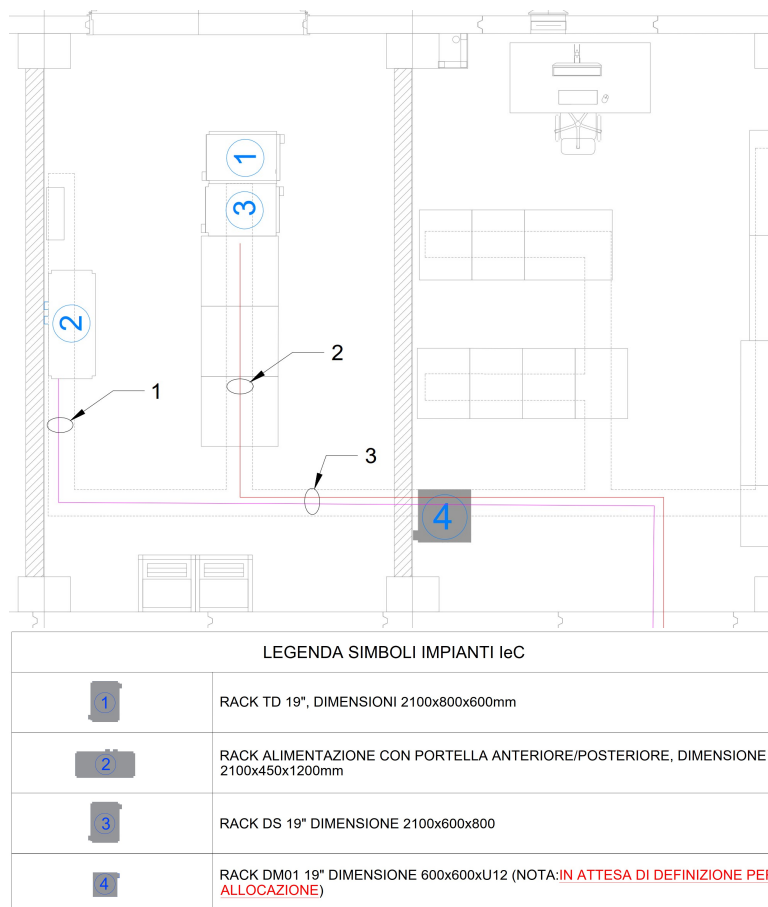 1
3
2
2
1
3
4
LEGENDA SIMBOLI IMPIANTI IeC
1
RACK TD 19", DIMENSIONI 2100x800x600mm
2
RACK ALIMENTAZIONE CON PORTELLA ANTERIORE/POSTERIORE, DIMENSIONE
2100x450x1200mm
3
RACK DS 19" DIMENSIONE 2100x600x800
4
RACK DM01 19" DIMENSIONE 600x600xU12 (NOTA:IN ATTESA DI DEFINIZIONE PER
ALLOCAZIONE)